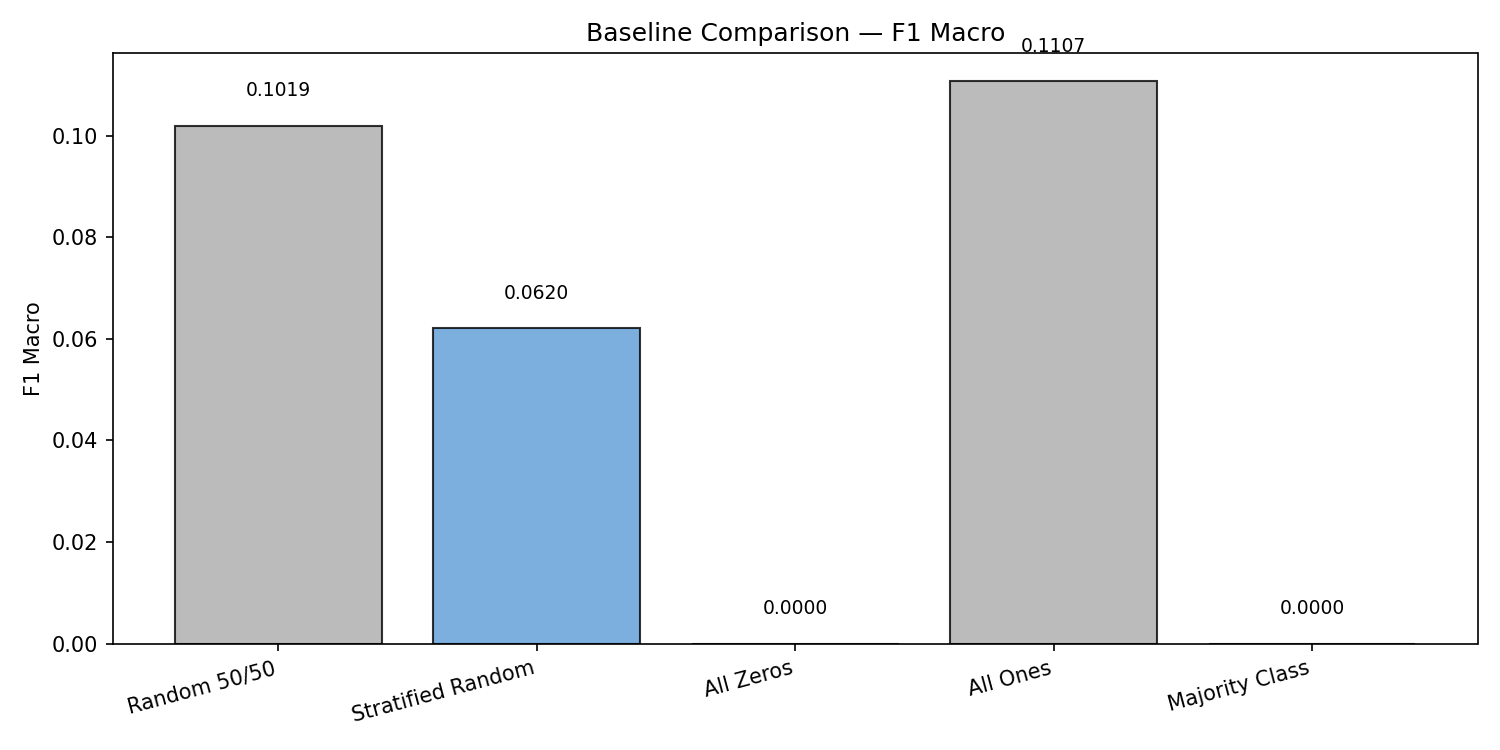 Baseline Comparison — F1 Macro
0.1107
0.1019
0.0620
0.0000
0.0000
F1 Macro
0.10
0.08
0.06
0.04
0.02
0.00
Random 50/50
Stratified Random
All Zeros
All Ones
Majority Class